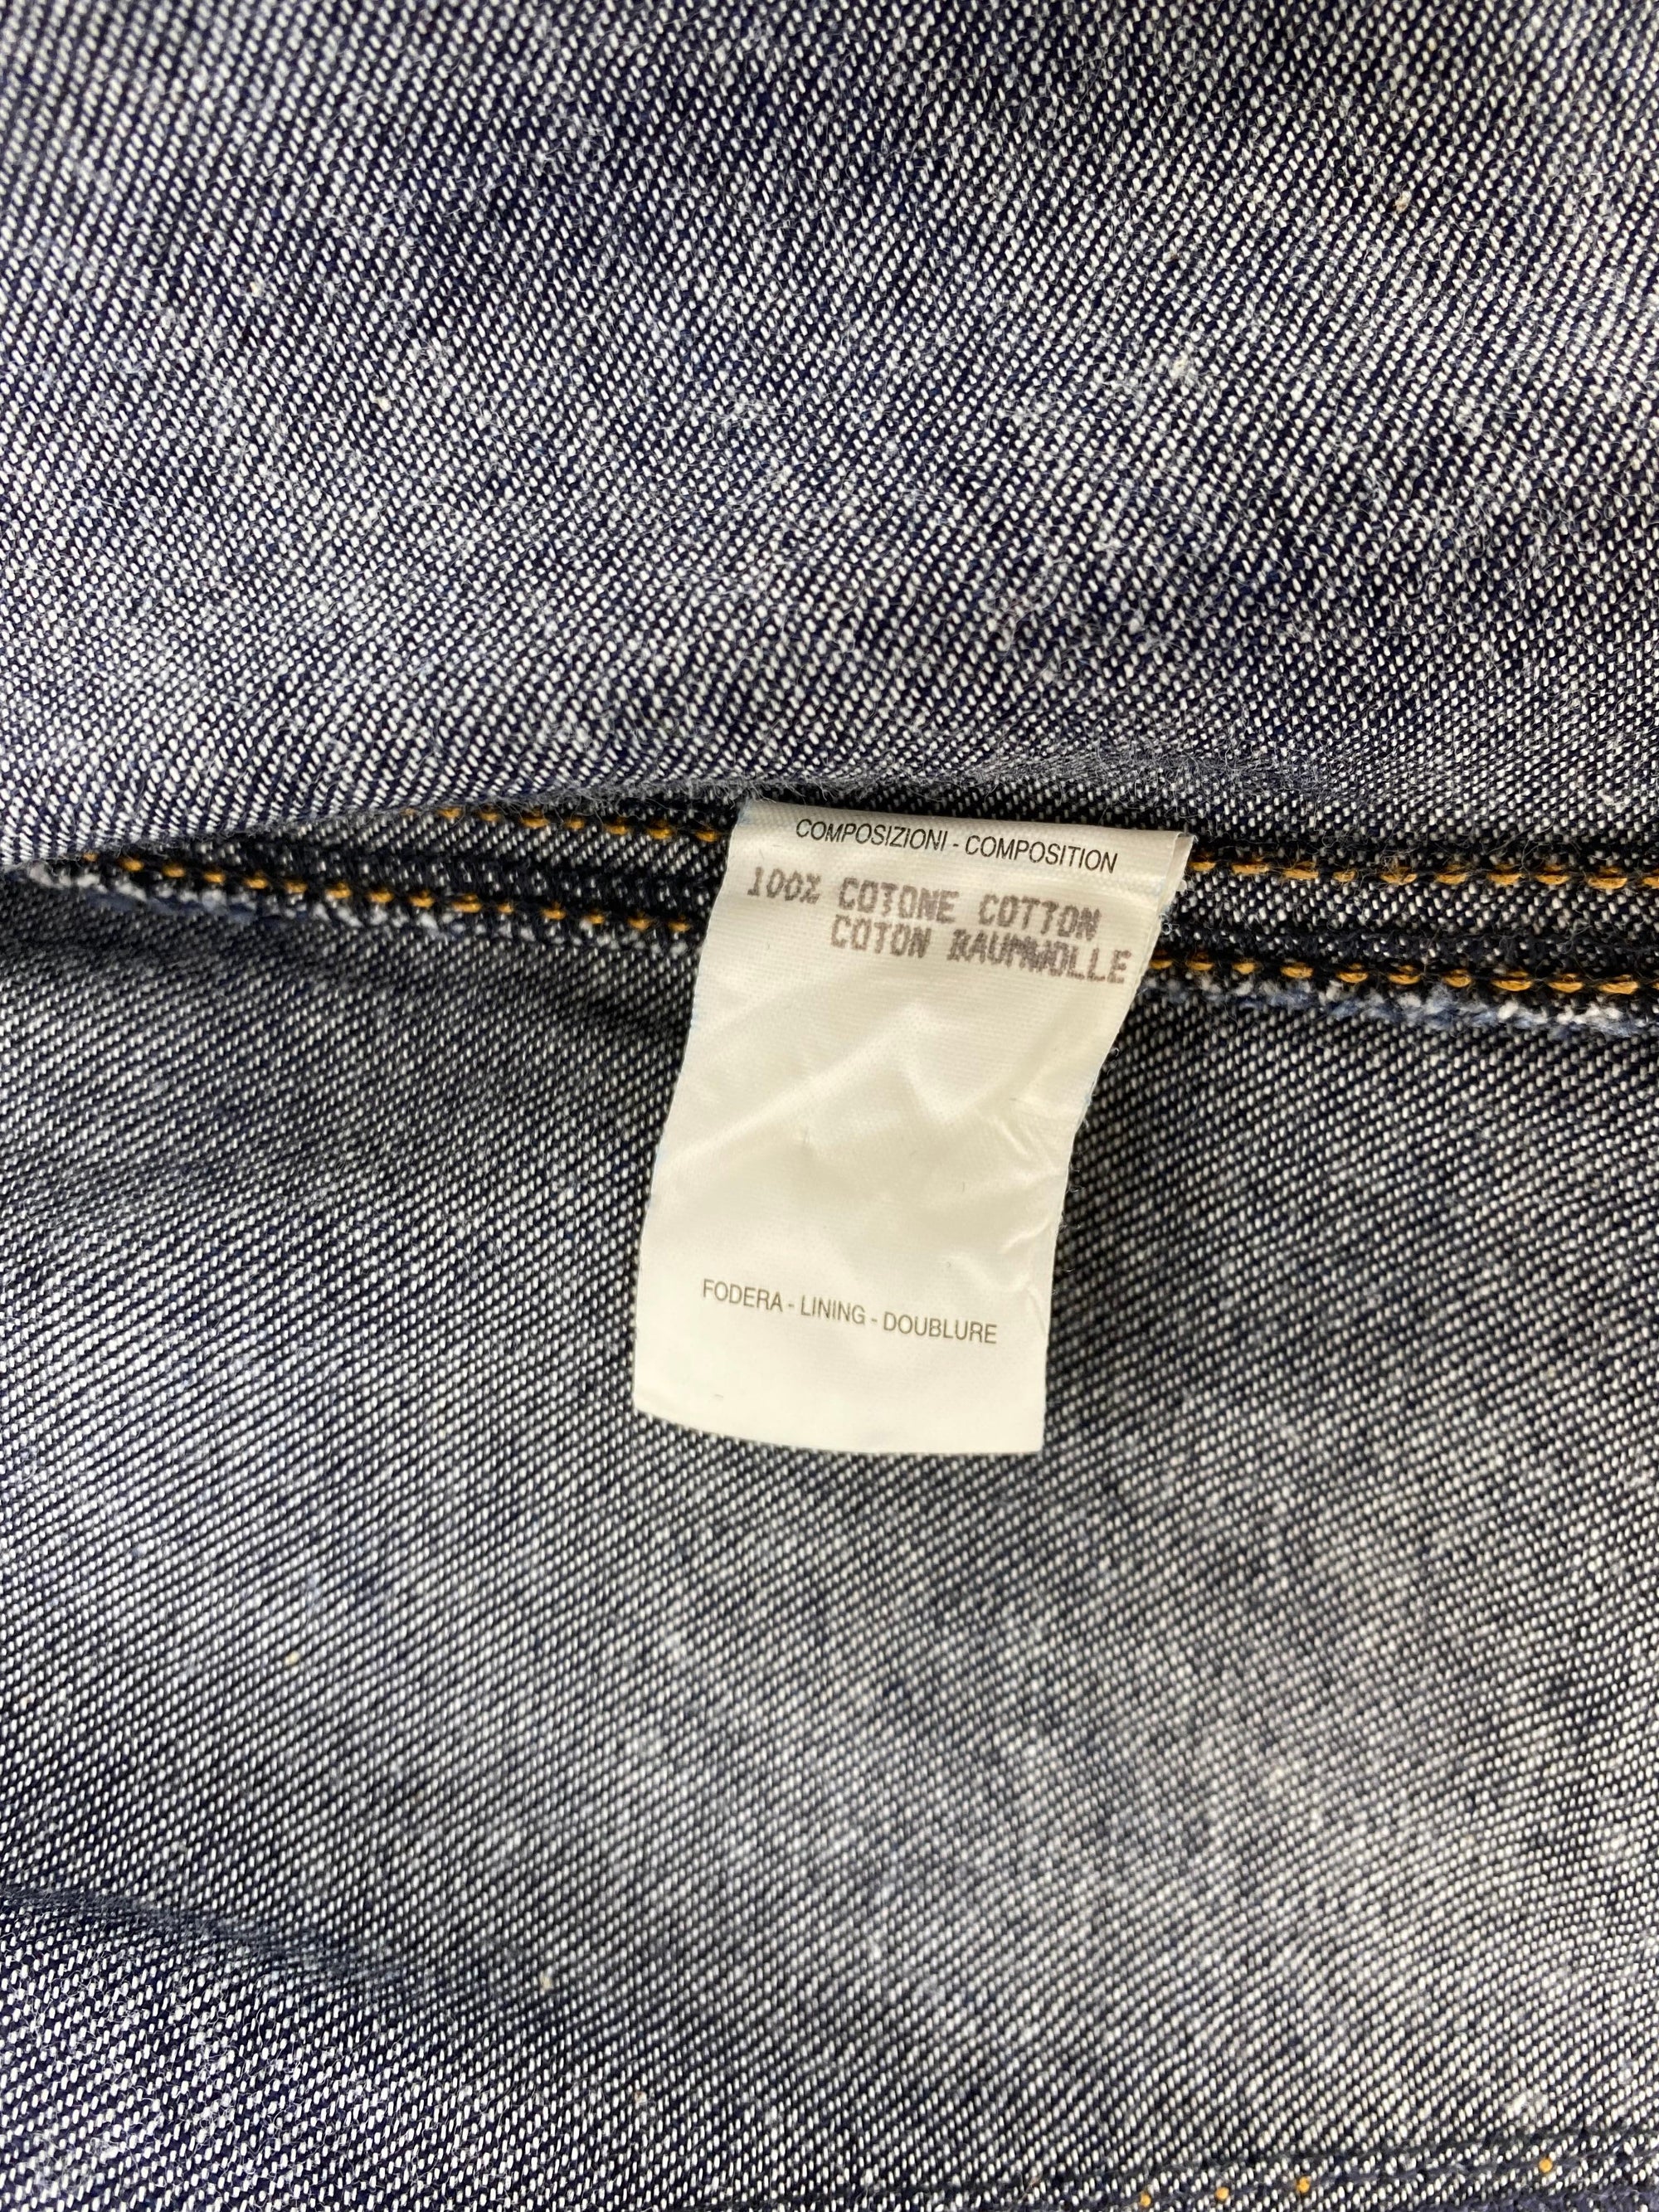 COMPOSIZIONI - COMPOSITION
100% COTONE COTTON
COTON BAUMWOLLE
FODERA - LINING - DOUBLURE